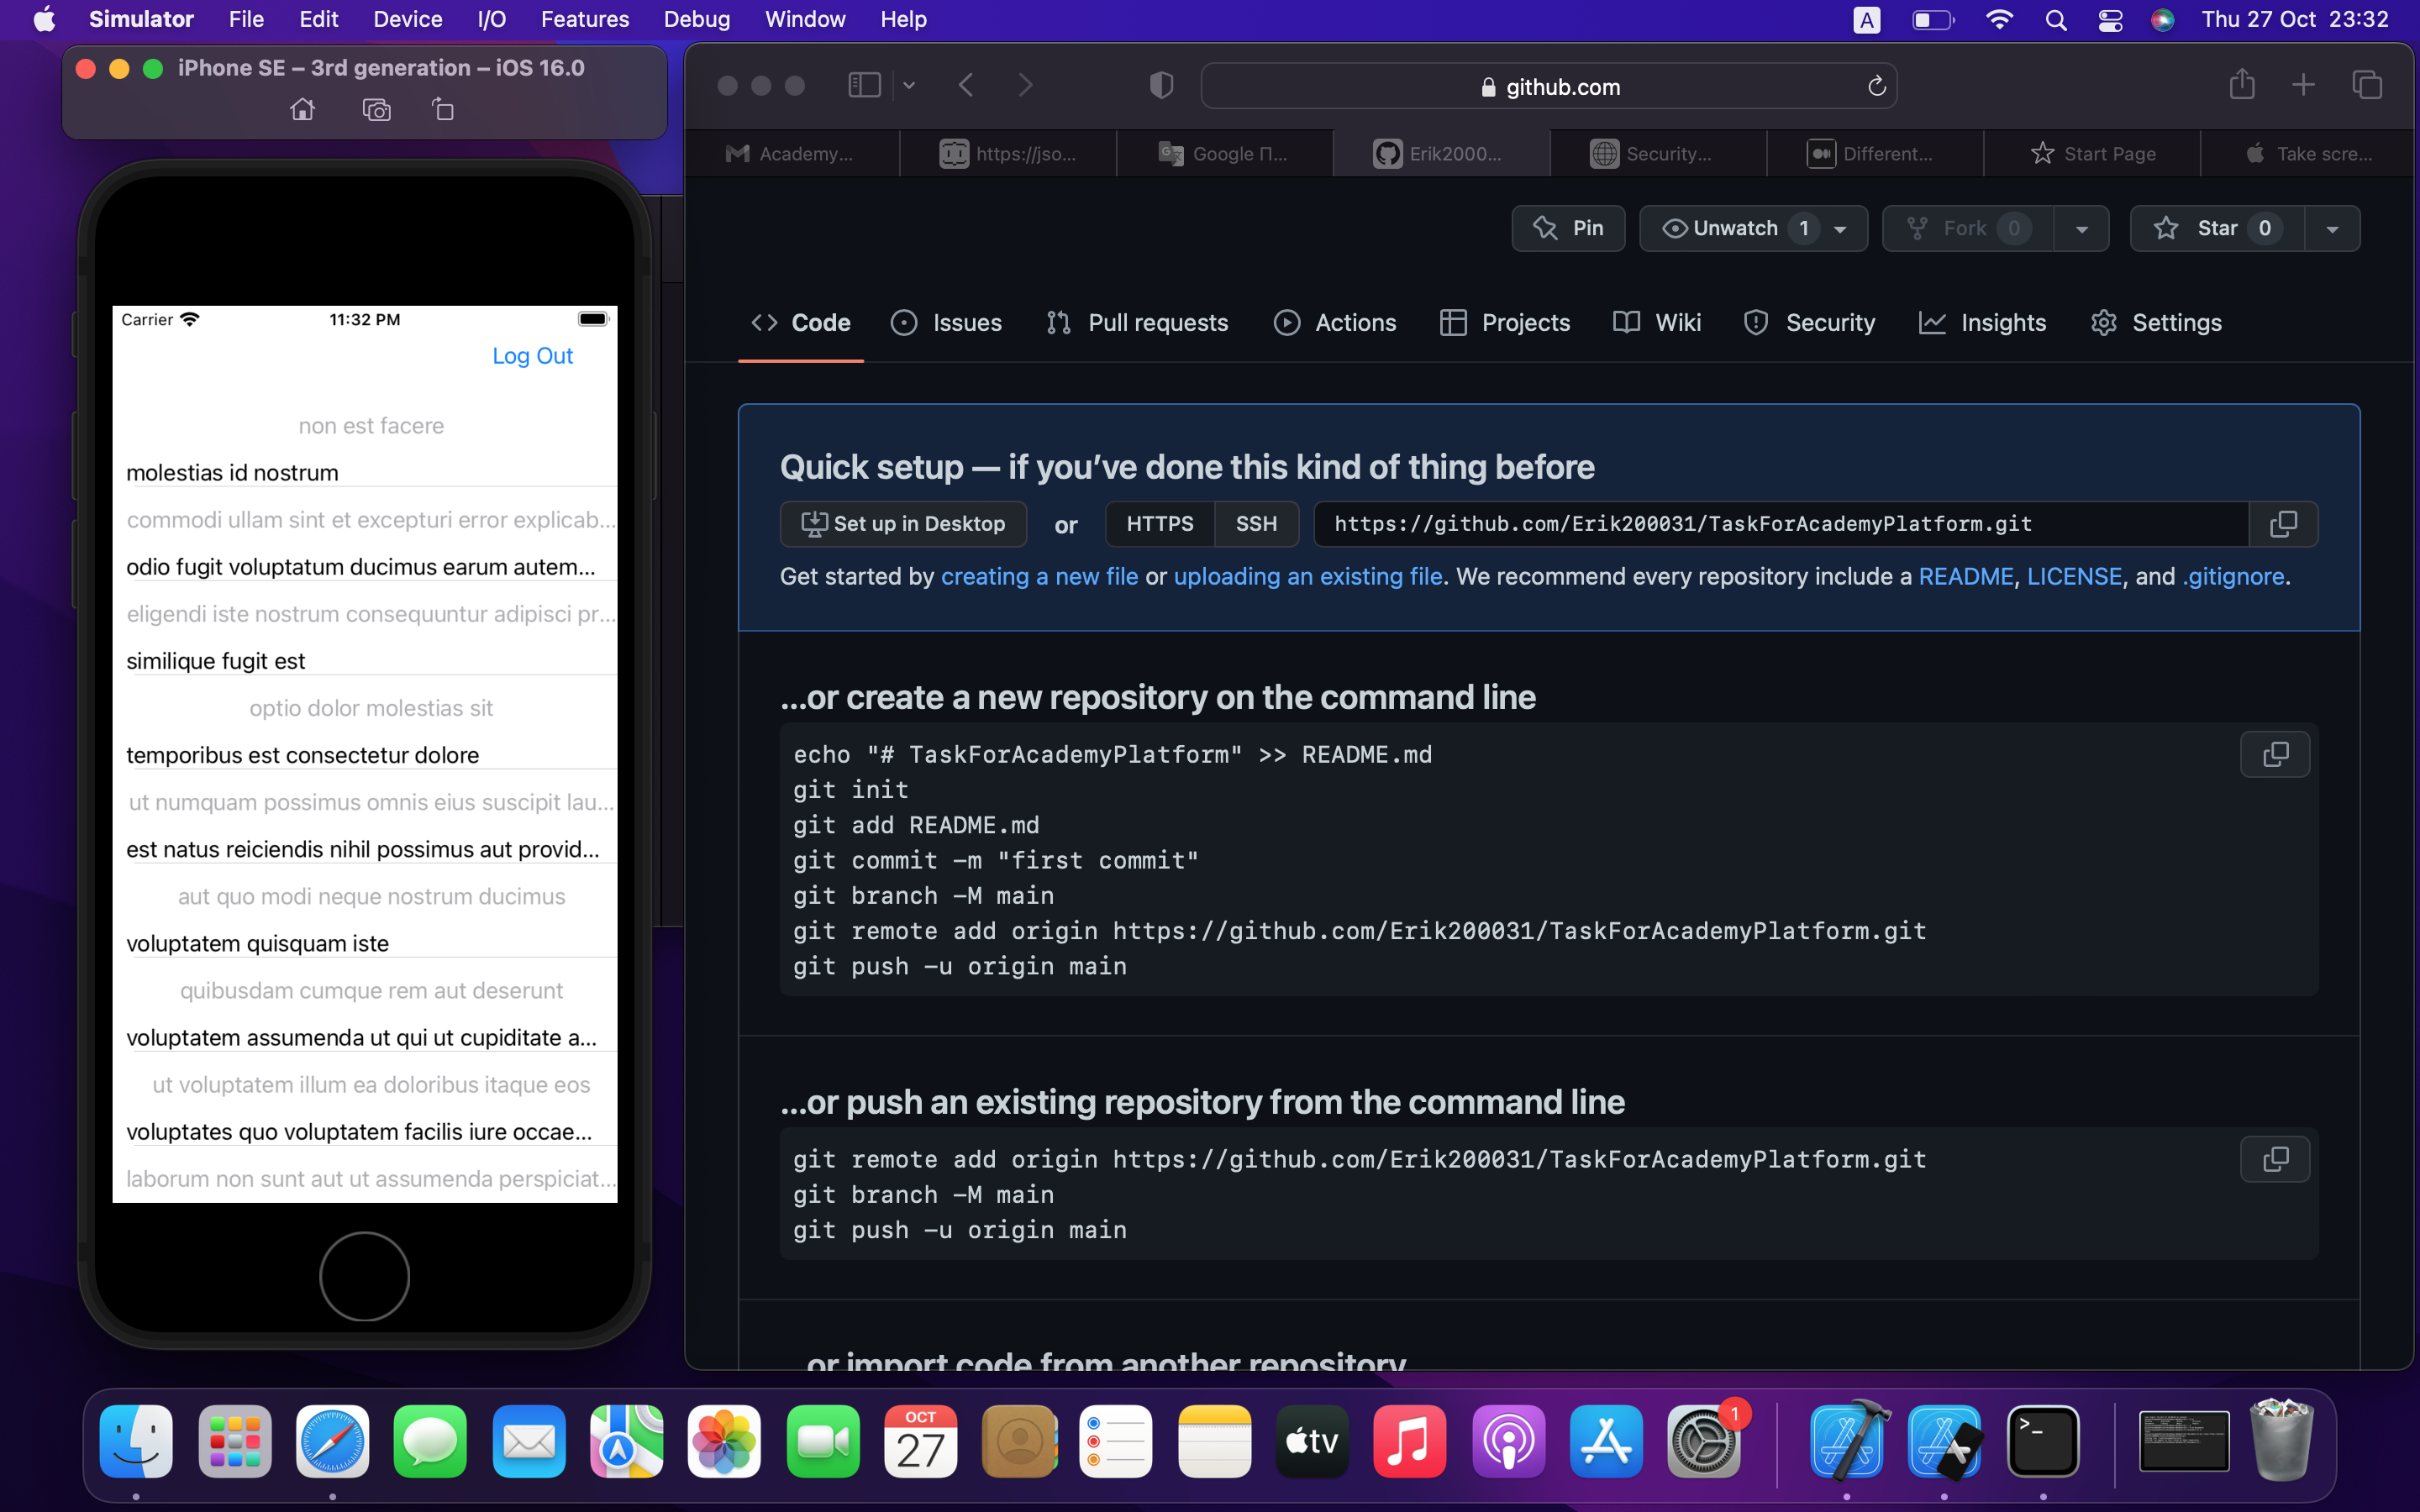 Simulator File Edit Device I/O Features Debug Window Help A Thu 27 Oct 23:32
iPhone SE – 3rd generation – iOS 16.0
Carrier 11:32 PM
Log Out
non est facere
molestias id nostrum
commodi ullam sint et excepturi error explicab...
odio fugit voluptatum ducimus earum autem...
eligendi iste nostrum consequuntur adipisci pr...
similique fugit est
optio dolor molestias sit
temporibus est consectetur dolore
ut numquam possimus omnis eius suscipit lau...
est natus reiciendis nihil possimus aut provid...
aut quo modi neque nostrum ducimus
voluptatem quisquam iste
quibusdam cumque rem aut deserunt
voluptatem assumenda ut qui ut cupiditate a...
ut voluptatem illum ea doloribus itaque eos
voluptates quo voluptatem facilis iure occae...
laborum non sunt aut ut assumenda perspiciat...
github.com
Academy... https://jso... Google П... Erik2000... Security... Different... Start Page Take scre...
Pin Unwatch 1 Fork 0 Star 0
Code Issues Pull requests Actions Projects Wiki Security Insights Settings
Quick setup — if you’ve done this kind of thing before
Set up in Desktop or HTTPS SSH https://github.com/Erik200031/TaskForAcademyPlatform.git
Get started by creating a new file or uploading an existing file. We recommend every repository include a README, LICENSE, and .gitignore.
…or create a new repository on the command line
echo "# TaskForAcademyPlatform" >> README.md
git init
git add README.md
git commit -m "first commit"
git branch -M main
git remote add origin https://github.com/Erik200031/TaskForAcademyPlatform.git
git push -u origin main
…or push an existing repository from the command line
git remote add origin https://github.com/Erik200031/TaskForAcademyPlatform.git
git branch -M main
git push -u origin main
…or import code from another repository
OCT
27
tv
1
>_